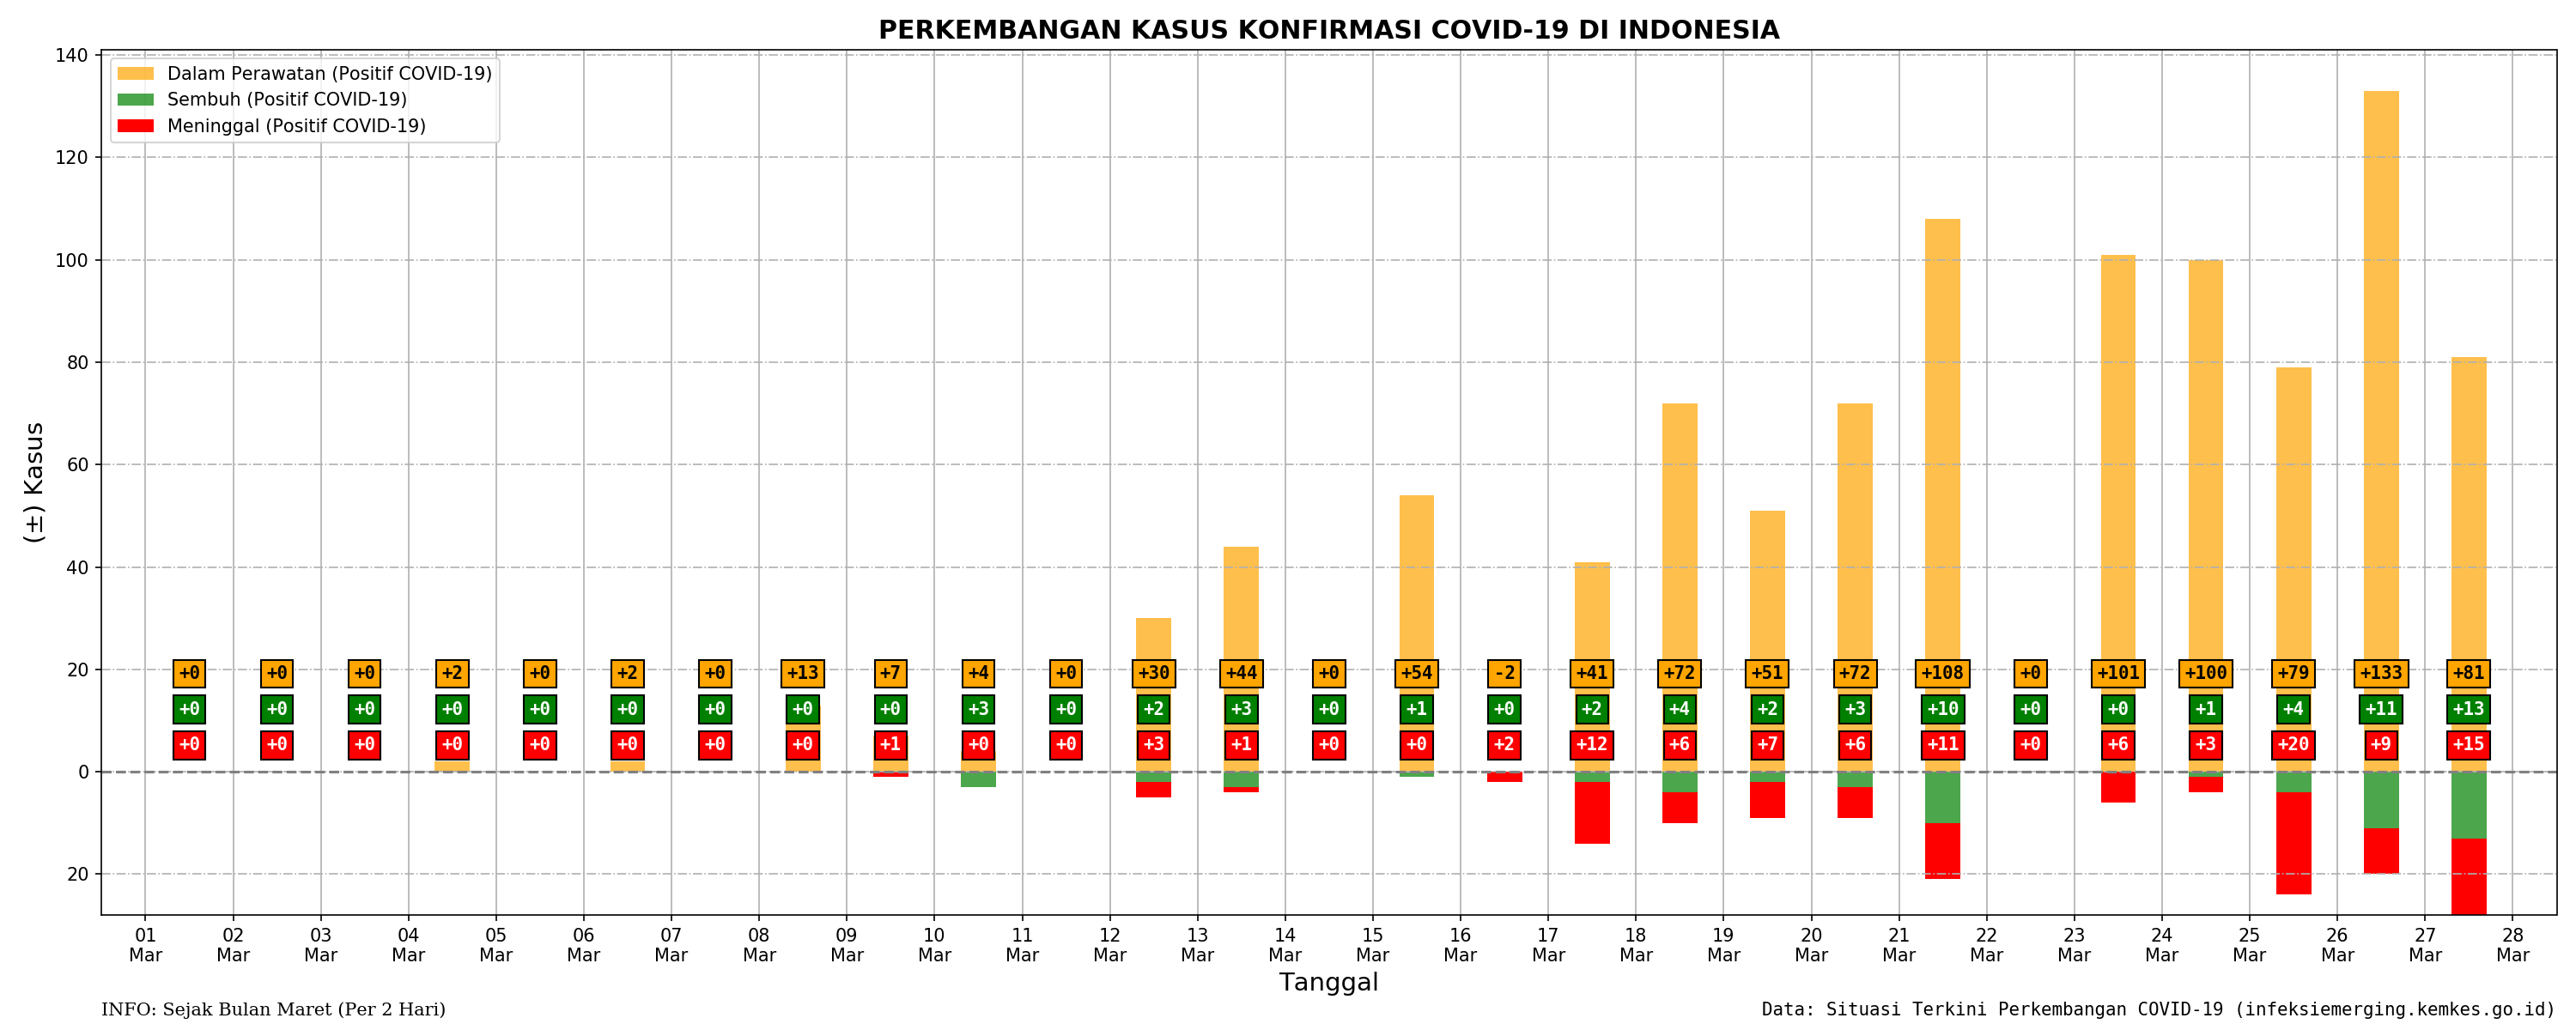 PERKEMBANGAN KASUS KONFIRMASI COVID-19 DI INDONESIA
Dalam Perawatan (Positif COVID-19)
Sembuh (Positif COVID-19)
Meninggal (Positif COVID-19)
(±) Kasus
140
120
100
80
60
40
20
0
20
+0 +0 +0 +2 +0 +2 +0 +13 +7 +4 +0 +30 +44 +0 +54 -2 +41 +72 +51 +72 +108 +0 +101 +100 +79 +133 +81
+0 +0 +0 +0 +0 +0 +0 +0 +0 +3 +0 +2 +3 +0 +1 +0 +2 +4 +2 +3 +10 +0 +0 +1 +4 +11 +13
+0 +0 +0 +0 +0 +0 +0 +0 +1 +0 +0 +3 +1 +0 +0 +2 +12 +6 +7 +6 +11 +0 +6 +3 +20 +9 +15
01 02 03 04 05 06 07 08 09 10 11 12 13 14 15 16 17 18 19 20 21 22 23 24 25 26 27 28
Mar Mar Mar Mar Mar Mar Mar Mar Mar Mar Mar Mar Mar Mar Mar Mar Mar Mar Mar Mar Mar Mar Mar Mar Mar Mar Mar Mar
Tanggal
INFO: Sejak Bulan Maret (Per 2 Hari)
Data: Situasi Terkini Perkembangan COVID-19 (infeksiemerging.kemkes.go.id)